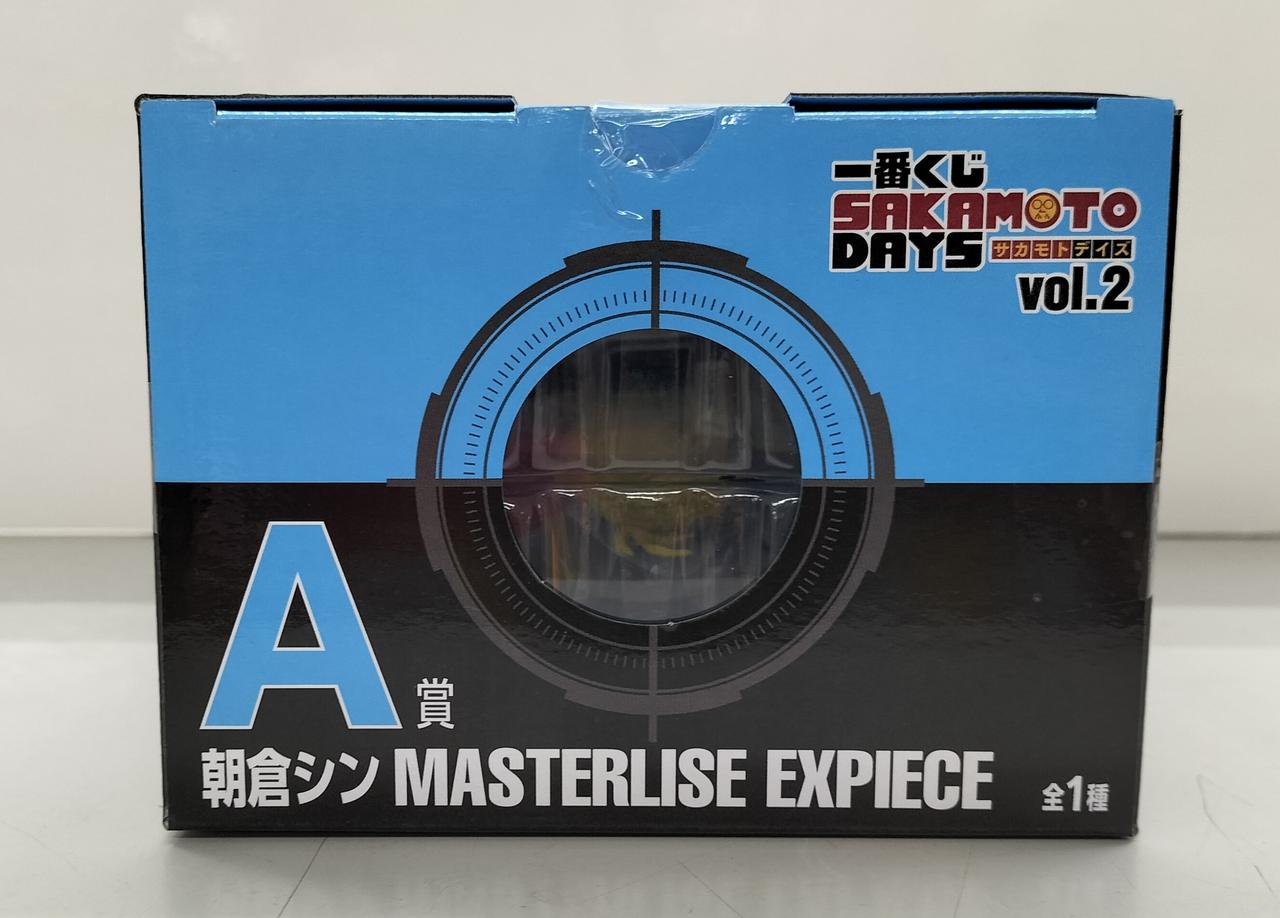 一番くじ
SAKAMOTO
DAYS サカモトデイズ
vol.2
A賞
朝倉シン MASTERLISE EXPIECE
全1種